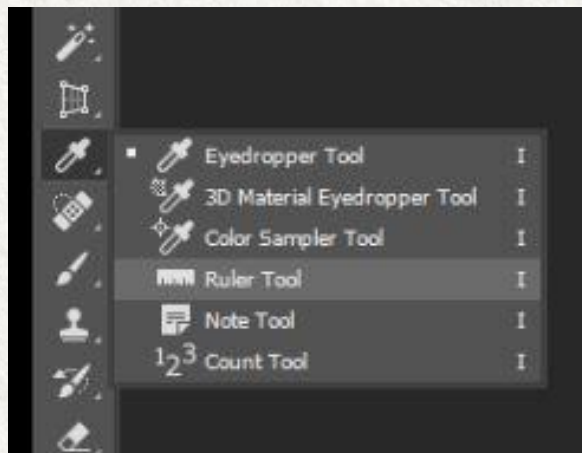 Eyedropper Tool I
3D Material Eyedropper Tool I
Color Sampler Tool I
Ruler Tool I
Note Tool I
123 Count Tool I